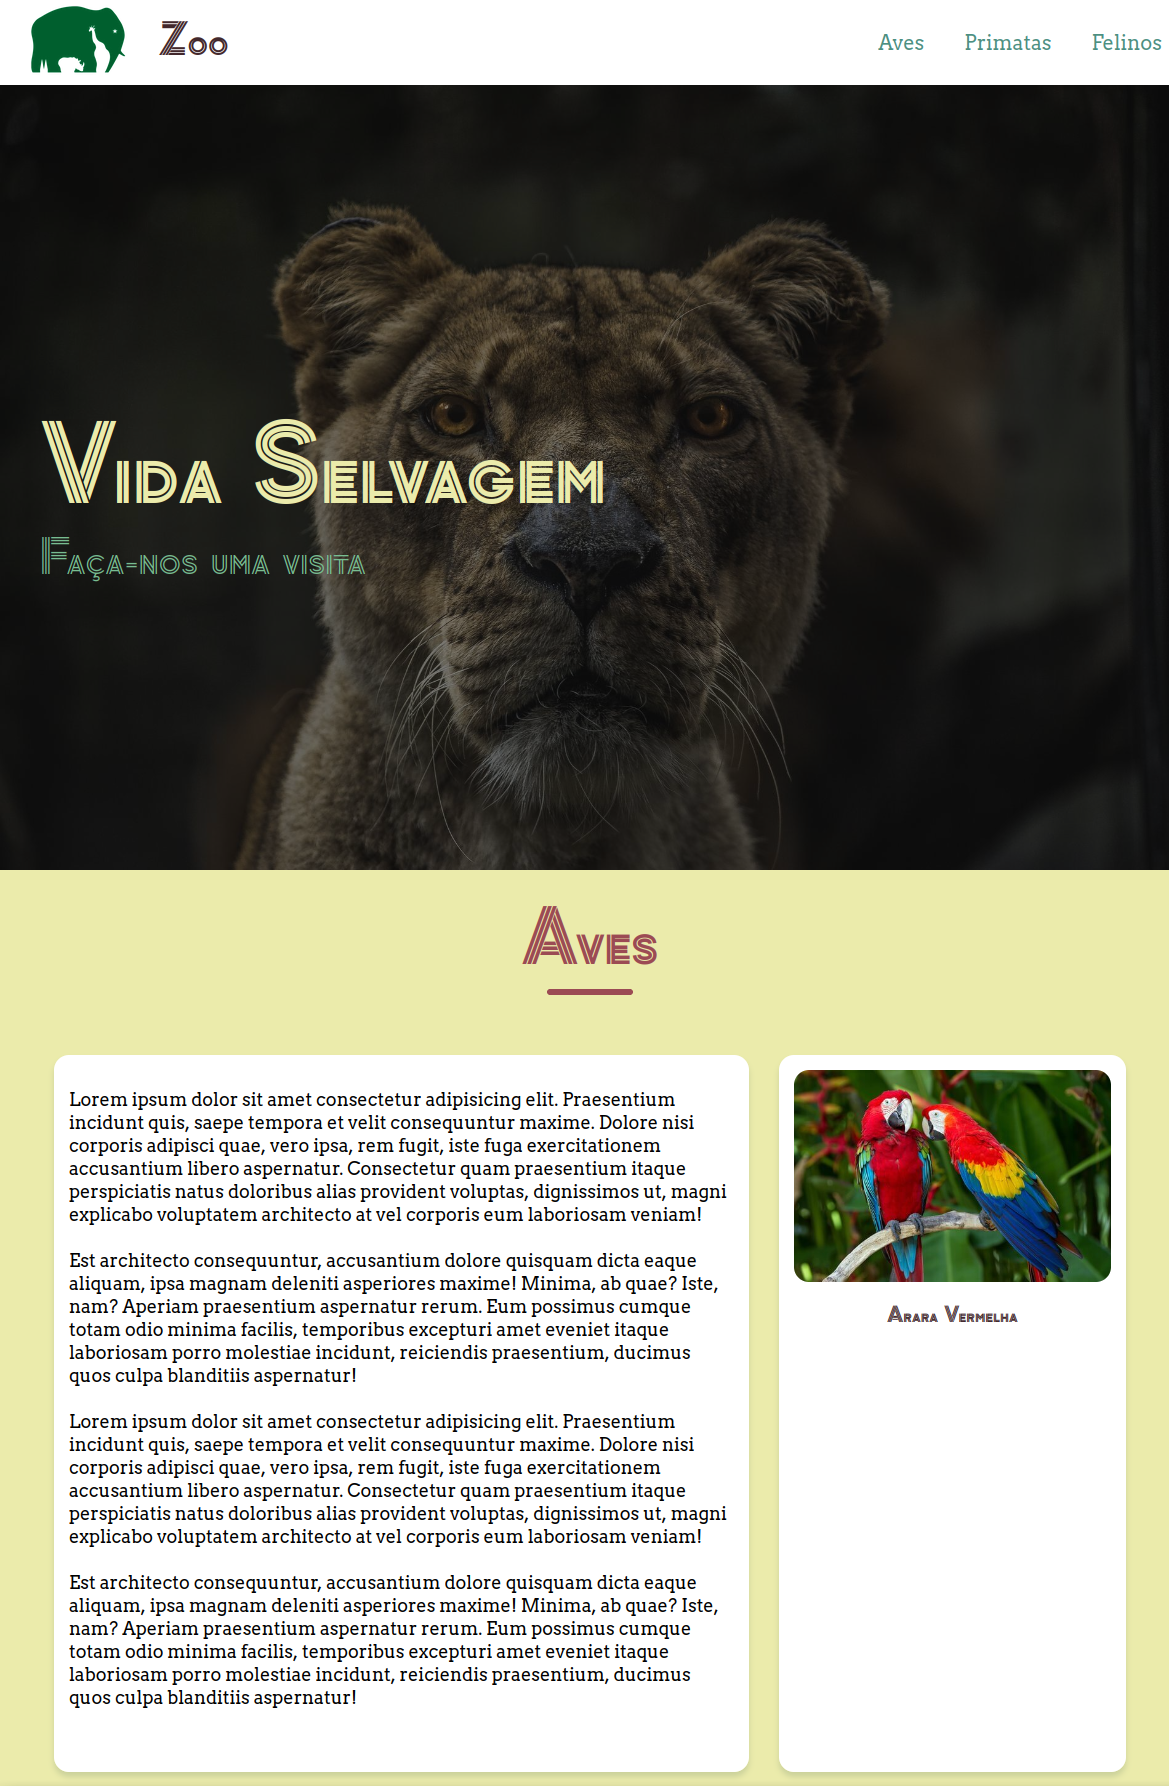 Zoo
Aves
Primatas
Felinos
Vida Selvagem
Faça-nos uma visita
Aves
Lorem ipsum dolor sit amet consectetur adipisicing elit. Praesentium
incidunt quis, saepe tempora et velit consequuntur maxime. Dolore nisi
corporis adipisci quae, vero ipsa, rem fugit, iste fuga exercitationem
accusantium libero aspernatur. Consectetur quam praesentium itaque
perspiciatis natus doloribus alias provident voluptas, dignissimos ut, magni
explicabo voluptatem architecto at vel corporis eum laboriosam veniam!
Est architecto consequuntur, accusantium dolore quisquam dicta eaque
aliquam, ipsa magnam deleniti asperiores maxime! Minima, ab quae? Iste,
nam? Aperiam praesentium aspernatur rerum. Eum possimus cumque
totam odio minima facilis, temporibus excepturi amet eveniet itaque
laboriosam porro molestiae incidunt, reiciendis praesentium, ducimus
quos culpa blanditiis aspernatur!
Lorem ipsum dolor sit amet consectetur adipisicing elit. Praesentium
incidunt quis, saepe tempora et velit consequuntur maxime. Dolore nisi
corporis adipisci quae, vero ipsa, rem fugit, iste fuga exercitationem
accusantium libero aspernatur. Consectetur quam praesentium itaque
perspiciatis natus doloribus alias provident voluptas, dignissimos ut, magni
explicabo voluptatem architecto at vel corporis eum laboriosam veniam!
Est architecto consequuntur, accusantium dolore quisquam dicta eaque
aliquam, ipsa magnam deleniti asperiores maxime! Minima, ab quae? Iste,
nam? Aperiam praesentium aspernatur rerum. Eum possimus cumque
totam odio minima facilis, temporibus excepturi amet eveniet itaque
laboriosam porro molestiae incidunt, reiciendis praesentium, ducimus
quos culpa blanditiis aspernatur!
Arara Vermelha